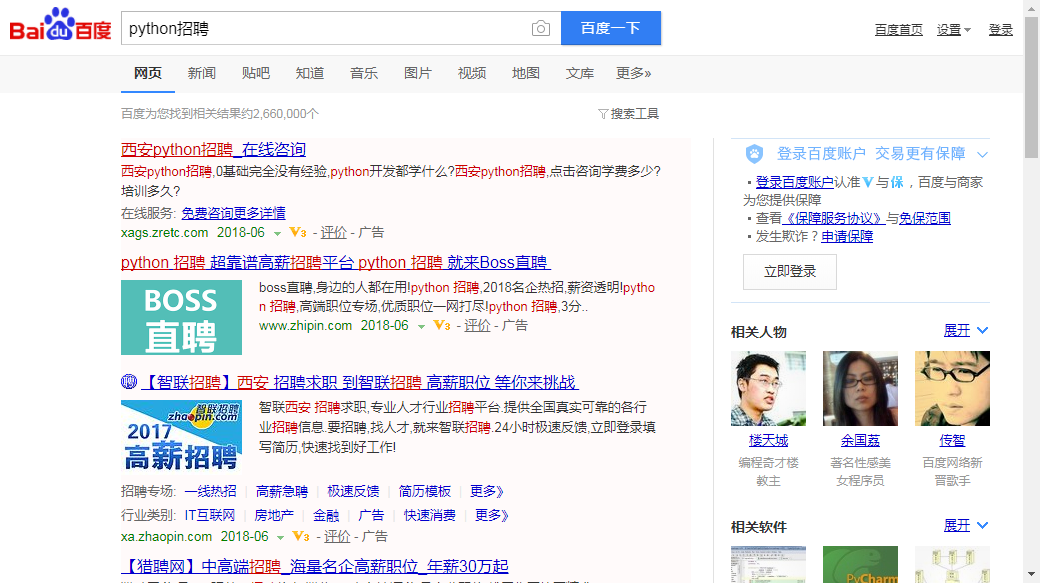 Bai du 百度
python招聘
百度一下
百度首页 设置 登录
网页 新闻 贴吧 知道 音乐 图片 视频 地图 文库 更多»
百度为您找到相关结果约2,660,000个
搜索工具
西安python招聘_在线咨询
西安python招聘,0基础完全没有经验,python开发都学什么?西安python招聘,点击咨询学费多少?
培训多久?
在线服务: 免费咨询更多详情
xags.zretc.com 2018-06 V3 - 评价 - 广告
python 招聘 超靠谱高薪招聘平台 python 招聘 就来Boss直聘
BOSS
直聘
boss直聘,身边的人都在用!python 招聘,2018名企热招,薪资透明!pytho
n 招聘,高端职位专场,优质职位一网打尽!python 招聘,3分..
www.zhipin.com 2018-06 V3 - 评价 - 广告
【智联招聘】西安 招聘求职 到智联招聘 高薪职位 等你来挑战
智联招聘
zhaopin.com
2017
高薪招聘
智联西安 招聘求职,专业人才行业招聘平台.提供全国真实可靠的各行
业招聘信息.要招聘,找人才,就来智联招聘.24小时极速反馈,立即登录填
写简历,快速找到好工作!
招聘专场: 一线热招 高薪急聘 极速反馈 简历模板 更多》
行业类别: IT互联网 房地产 金融 广告 快速消费 更多》
xa.zhaopin.com 2018-06 V3 - 评价 - 广告
【猎聘网】中高端招聘_海量名企高薪职位_年薪30万起
登录百度账户 交易更有保障
·登录百度账户认准V与保，百度与商家
为您提供保障
·查看《保障服务协议》与免保范围
·发生欺诈？申请保障
立即登录
相关人物 展开
楼天城 余国荔 传智
编程奇才楼 著名性感美 百度网络新
教主 女程序员 晋歌手
相关软件 展开
PyCharm